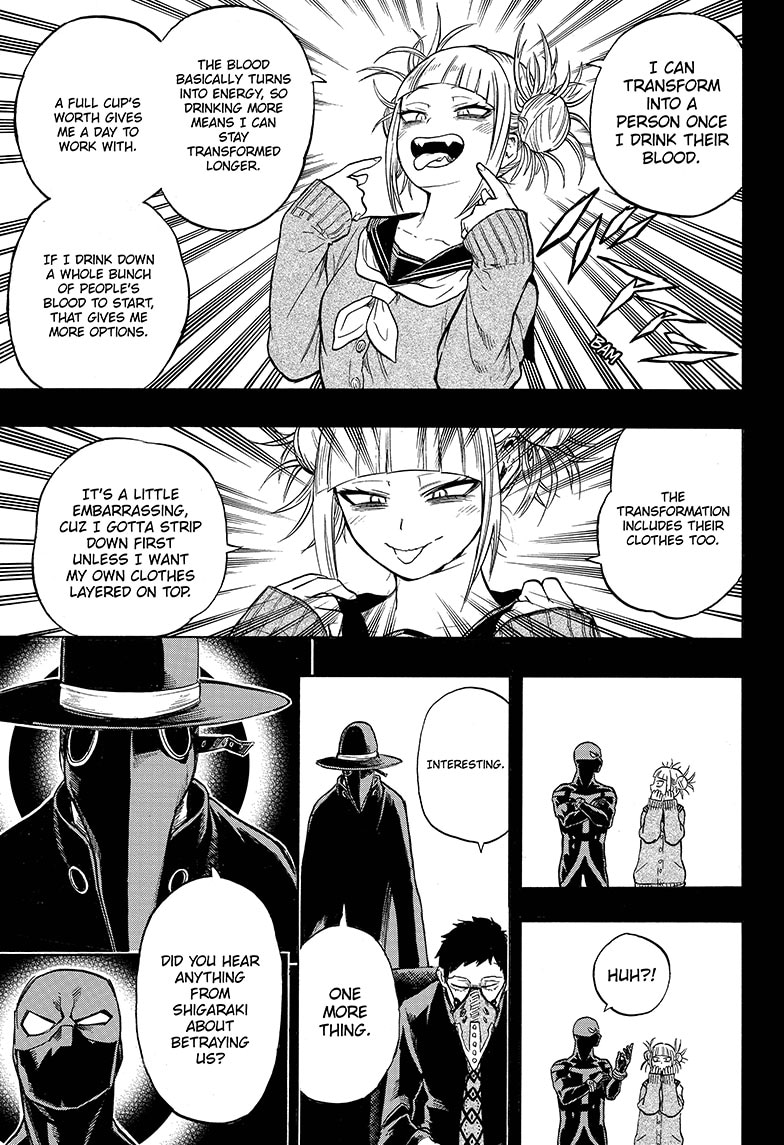 I CAN
TRANSFORM
INTO A
PERSON ONCE
I DRINK THEIR
BLOOD.
BAM
THE BLOOD
BASICALLY TURNS
INTO ENERGY, SO
DRINKING MORE
MEANS I CAN
STAY
TRANSFORMED
LONGER.
A FULL CUP'S
WORTH GIVES
ME A DAY TO
WORK WITH.
IF I DRINK DOWN
A WHOLE BUNCH
OF PEOPLE'S
BLOOD TO START,
THAT GIVES ME
MORE OPTIONS.
THE
TRANSFORMATION
INCLUDES THEIR
CLOTHES TOO.
IT'S A LITTLE
EMBARRASSING,
CUZ I GOTTA STRIP
DOWN FIRST
UNLESS I WANT
MY OWN CLOTHES
LAYERED ON TOP.
HUH?!
INTERESTING.
ONE
MORE
THING.
DID YOU HEAR
ANYTHING
FROM
SHIGARAKI
ABOUT
BETRAYING
US?